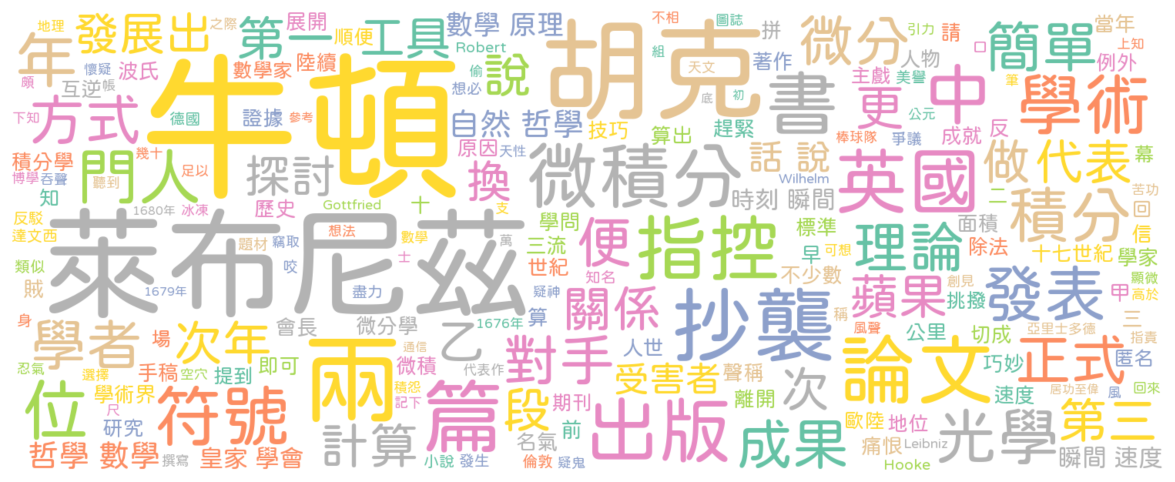 牛頓
萊布尼茲
胡克
微積分
兩
論文
抄襲
指控
英國
篇
出版
符號
書
中
簡單
學術
第一
工具
說
微分
年
發展出
數學 原理
展開
之際
地理
順便
Robert
不相
圖誌
拼
引力
請
當年
組
天文
著作
人物
上知
例外
頗
懷疑
波氏
數學家
陸續
互逆
帳
偷
想必
底
初
主戲
美譽
口
筆
更
下知
方式
德國
證據
參考
自然 哲學
技巧
算出
趕緊
棒球隊
爭議
成就
公元
反
積分學
幾十
門
人
探討
原因
天性
換
話 說
做
代表
幕
博學
吞聲
聽到
足以
知
時刻
瞬間
Wilhelm
二
積分
苦功
回
信
反駁
1680年
冰凍
歷史
Gottfried
十
支
學問
標準
面積
達文西
題材
竊取
想法
數學
萬
士
三流
便
早
除法
理論
十七世紀
學家
可想
類似
咬
世紀
知名
不少數
蘋果
創見
挑撥
發表
甲
顯微
高於
賊
1679年
盡力
疑神
關係
稱
三
身
學者
場
次年
會長
微分學
1676年
算
人世
風聲
公里
切成
亞里士多德
指責
忍氣
選擇
空穴
手稿
提到
即可
通信
微積
代表作
乙
對手
受害者
聲稱
巧妙
正式
匿名
位
學術界
尺
積怨
記下
段
期刊
離開
次
歐陸
地位
速度
居功至偉
風
回來
研究
計算
名氣
前
成果
痛恨
Leibniz
光學
第三
哲學
數學
撰寫
皇家 學會
小說
發生
倫敦
疑鬼
Hooke
瞬間 速度